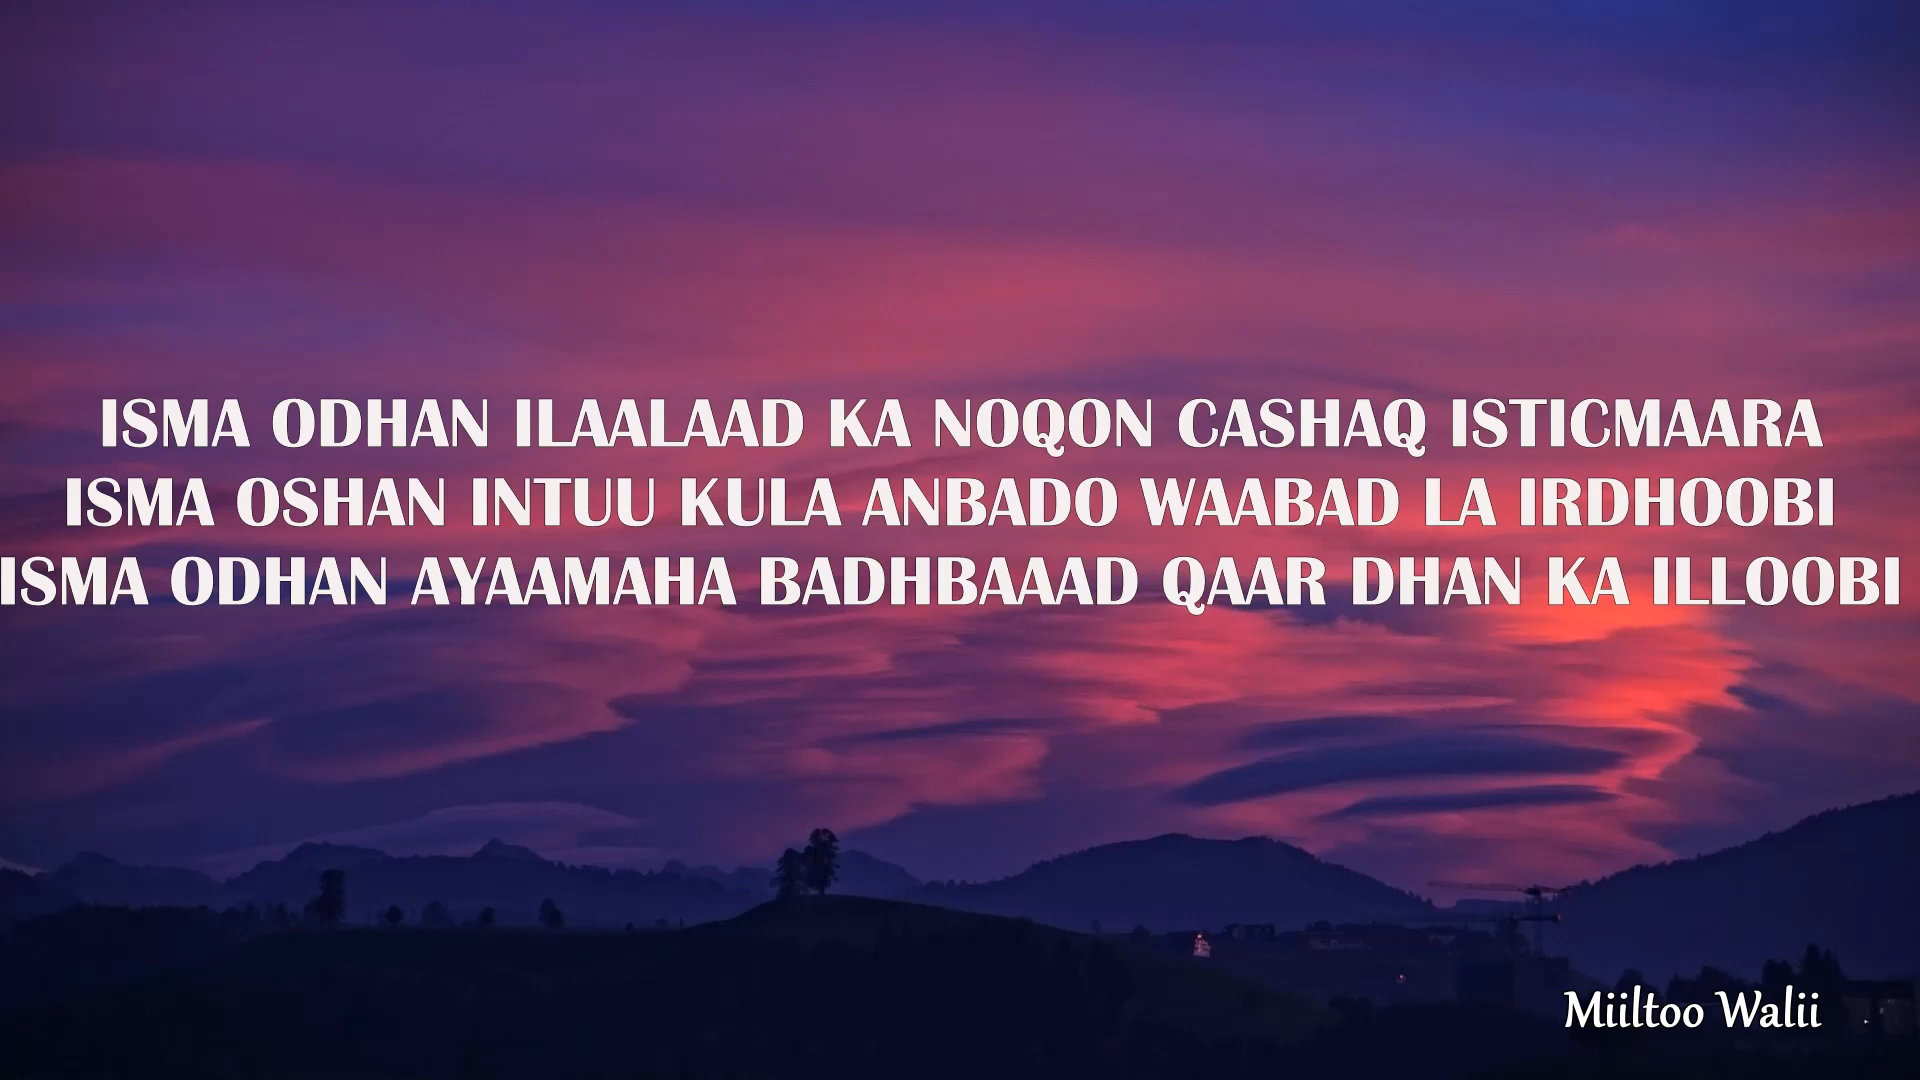 ISMA ODHAN ILAALAAD KA NOQON CASHAQ ISTICMAARA
ISMA OSHAN INTUU KULA ANBADO WAABAD LA IRDHOOBI
ISMA ODHAN AYAAMAHA BADHBAAAD QAAR DHAN KA ILLOOBI
Miiltoo Walii